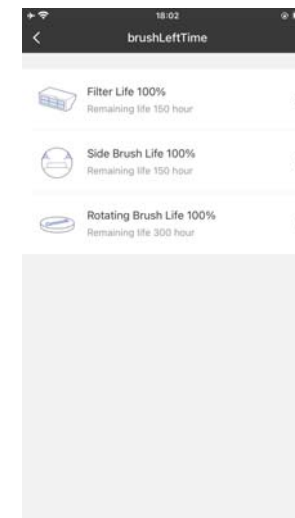 18:02
brushLeftTime
Filter Life 100%
Remaining life 150 hour
Side Brush Life 100%
Remaining life 150 hour
Rotating Brush Life 100%
Remaining life 300 hour